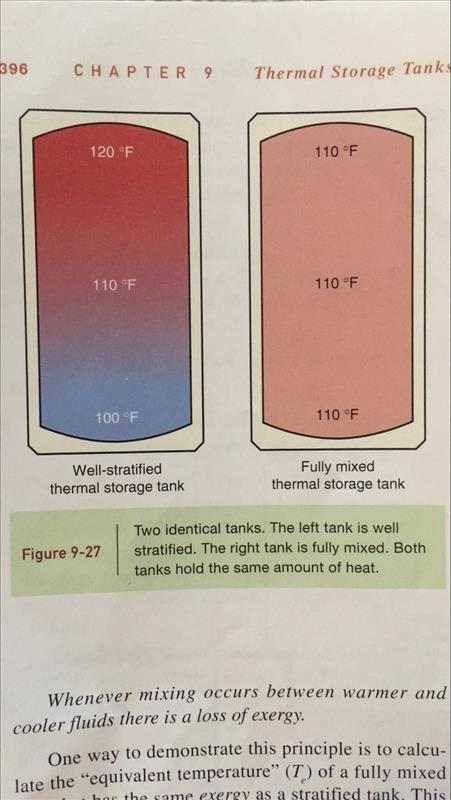 396 CHAPTER 9 Thermal Storage Tanks
120 °F
110 °F
100 °F
110 °F
110 °F
110 °F
Well-stratified
thermal storage tank
Fully mixed
thermal storage tank
Figure 9-27
Two identical tanks. The left tank is well
stratified. The right tank is fully mixed. Both
tanks hold the same amount of heat.
Whenever mixing occurs between warmer and
cooler fluids there is a loss of exergy.
One way to demonstrate this principle is to calcu-
late the “equivalent temperature” (Te) of a fully mixed
has the same exergy as a stratified tank. This